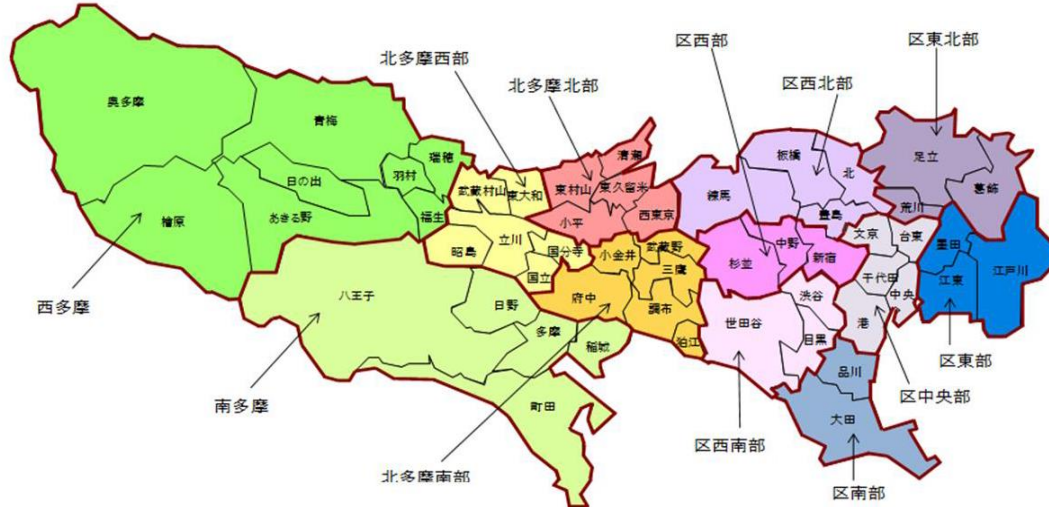 区西部
区東北部
北多摩西部
北多摩北部
区西北部
奥多摩
青梅
瑞穂
羽村
日の出
あきる野
福生
檜原
武蔵村山
東大和
東村山
清瀬
東久留米
小平
西東京
昭島
立川
国分寺
国立
小金井
武蔵野
三鷹
府中
調布
狛江
板橋
北
練馬
豊島
足立
葛飾
荒川
文京
台東
杉並
中野
新宿
千代田
中央
港
墨田
江東
江戸川
渋谷
世田谷
目黒
品川
大田
八王子
日野
多摩
稲城
町田
西多摩
南多摩
北多摩南部
区西南部
区中央部
区東部
区南部